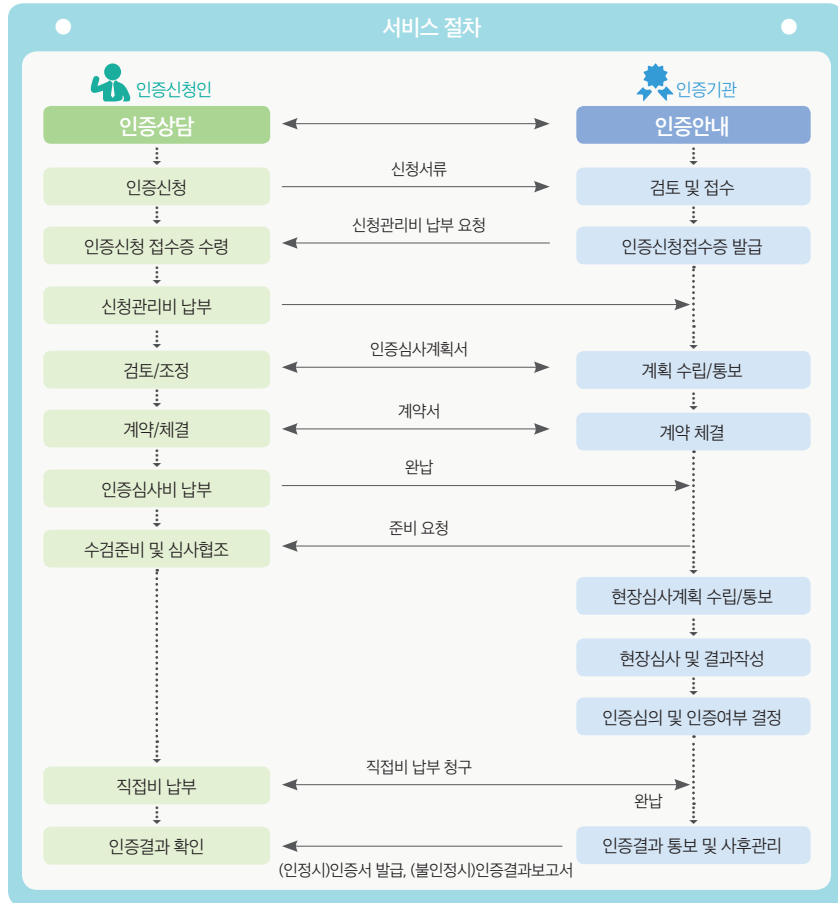 서비스 절차
인증신청인
인증기관
인증상담
인증안내
신청서류
인증신청
검토 및 접수
신청관리비 납부 요청
인증신청 접수증 수령
인증신청접수증 발급
신청관리비 납부
인증심사계획서
검토/조정
계획 수립/통보
계약서
계약/체결
계약 체결
완납
인증심사비 납부
준비 요청
수검준비 및 심사협조
현장심사계획 수립/통보
현장심사 및 결과작성
인증심의 및 인증여부 결정
직접비 납부 청구
직접비 납부
완납
인증결과 확인
인증결과 통보 및 사후관리
(인정시)인증서 발급, (불인정시)인증결과보고서